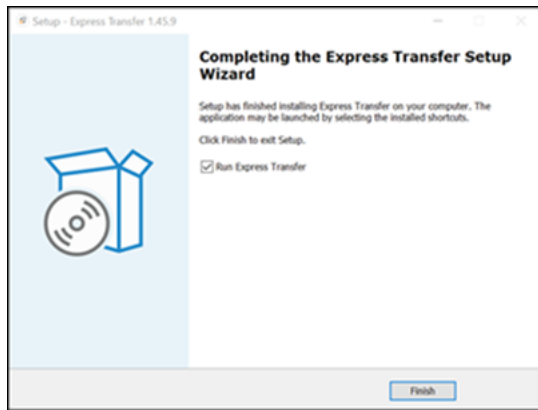 Setup - Express Transfer 1.45.9
Completing the Express Transfer Setup
Wizard
Setup has finished installing Express Transfer on your computer. The
application may be launched by selecting the installed shortcuts.
Click Finish to exit Setup.
Run Express Transfer
Finish